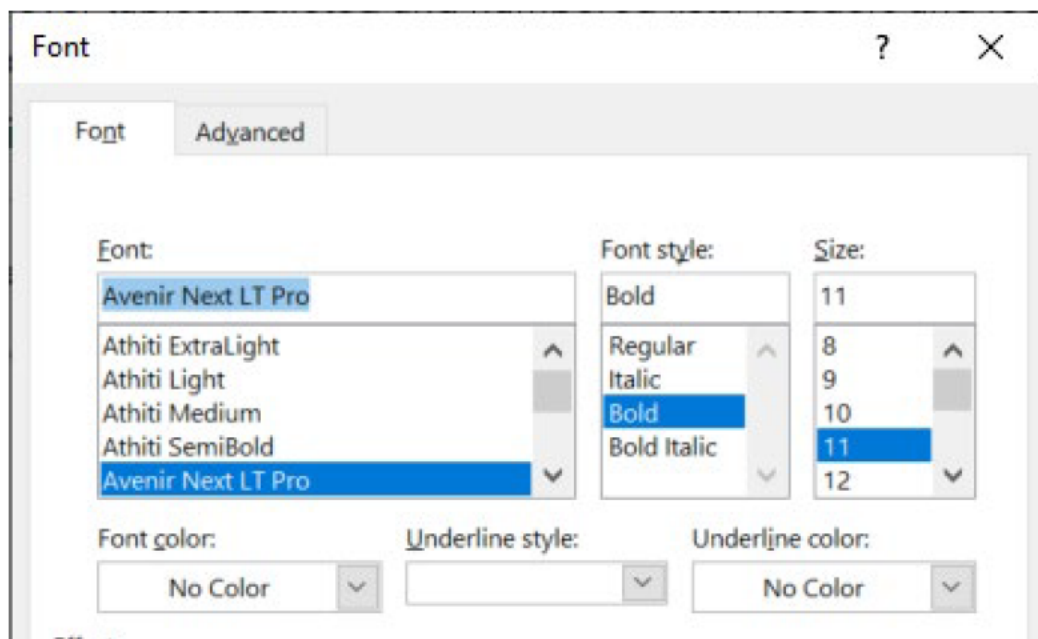 Font ?
Font Advanced
Font: Font style: Size:
Avenir Next LT Pro Bold 11
Athiti ExtraLight Regular 8
Athiti Light Italic 9
Athiti Medium Bold 10
Athiti SemiBold Bold Italic 11
Avenir Next LT Pro 12
Font color: Underline style: Underline color:
No Color No Color